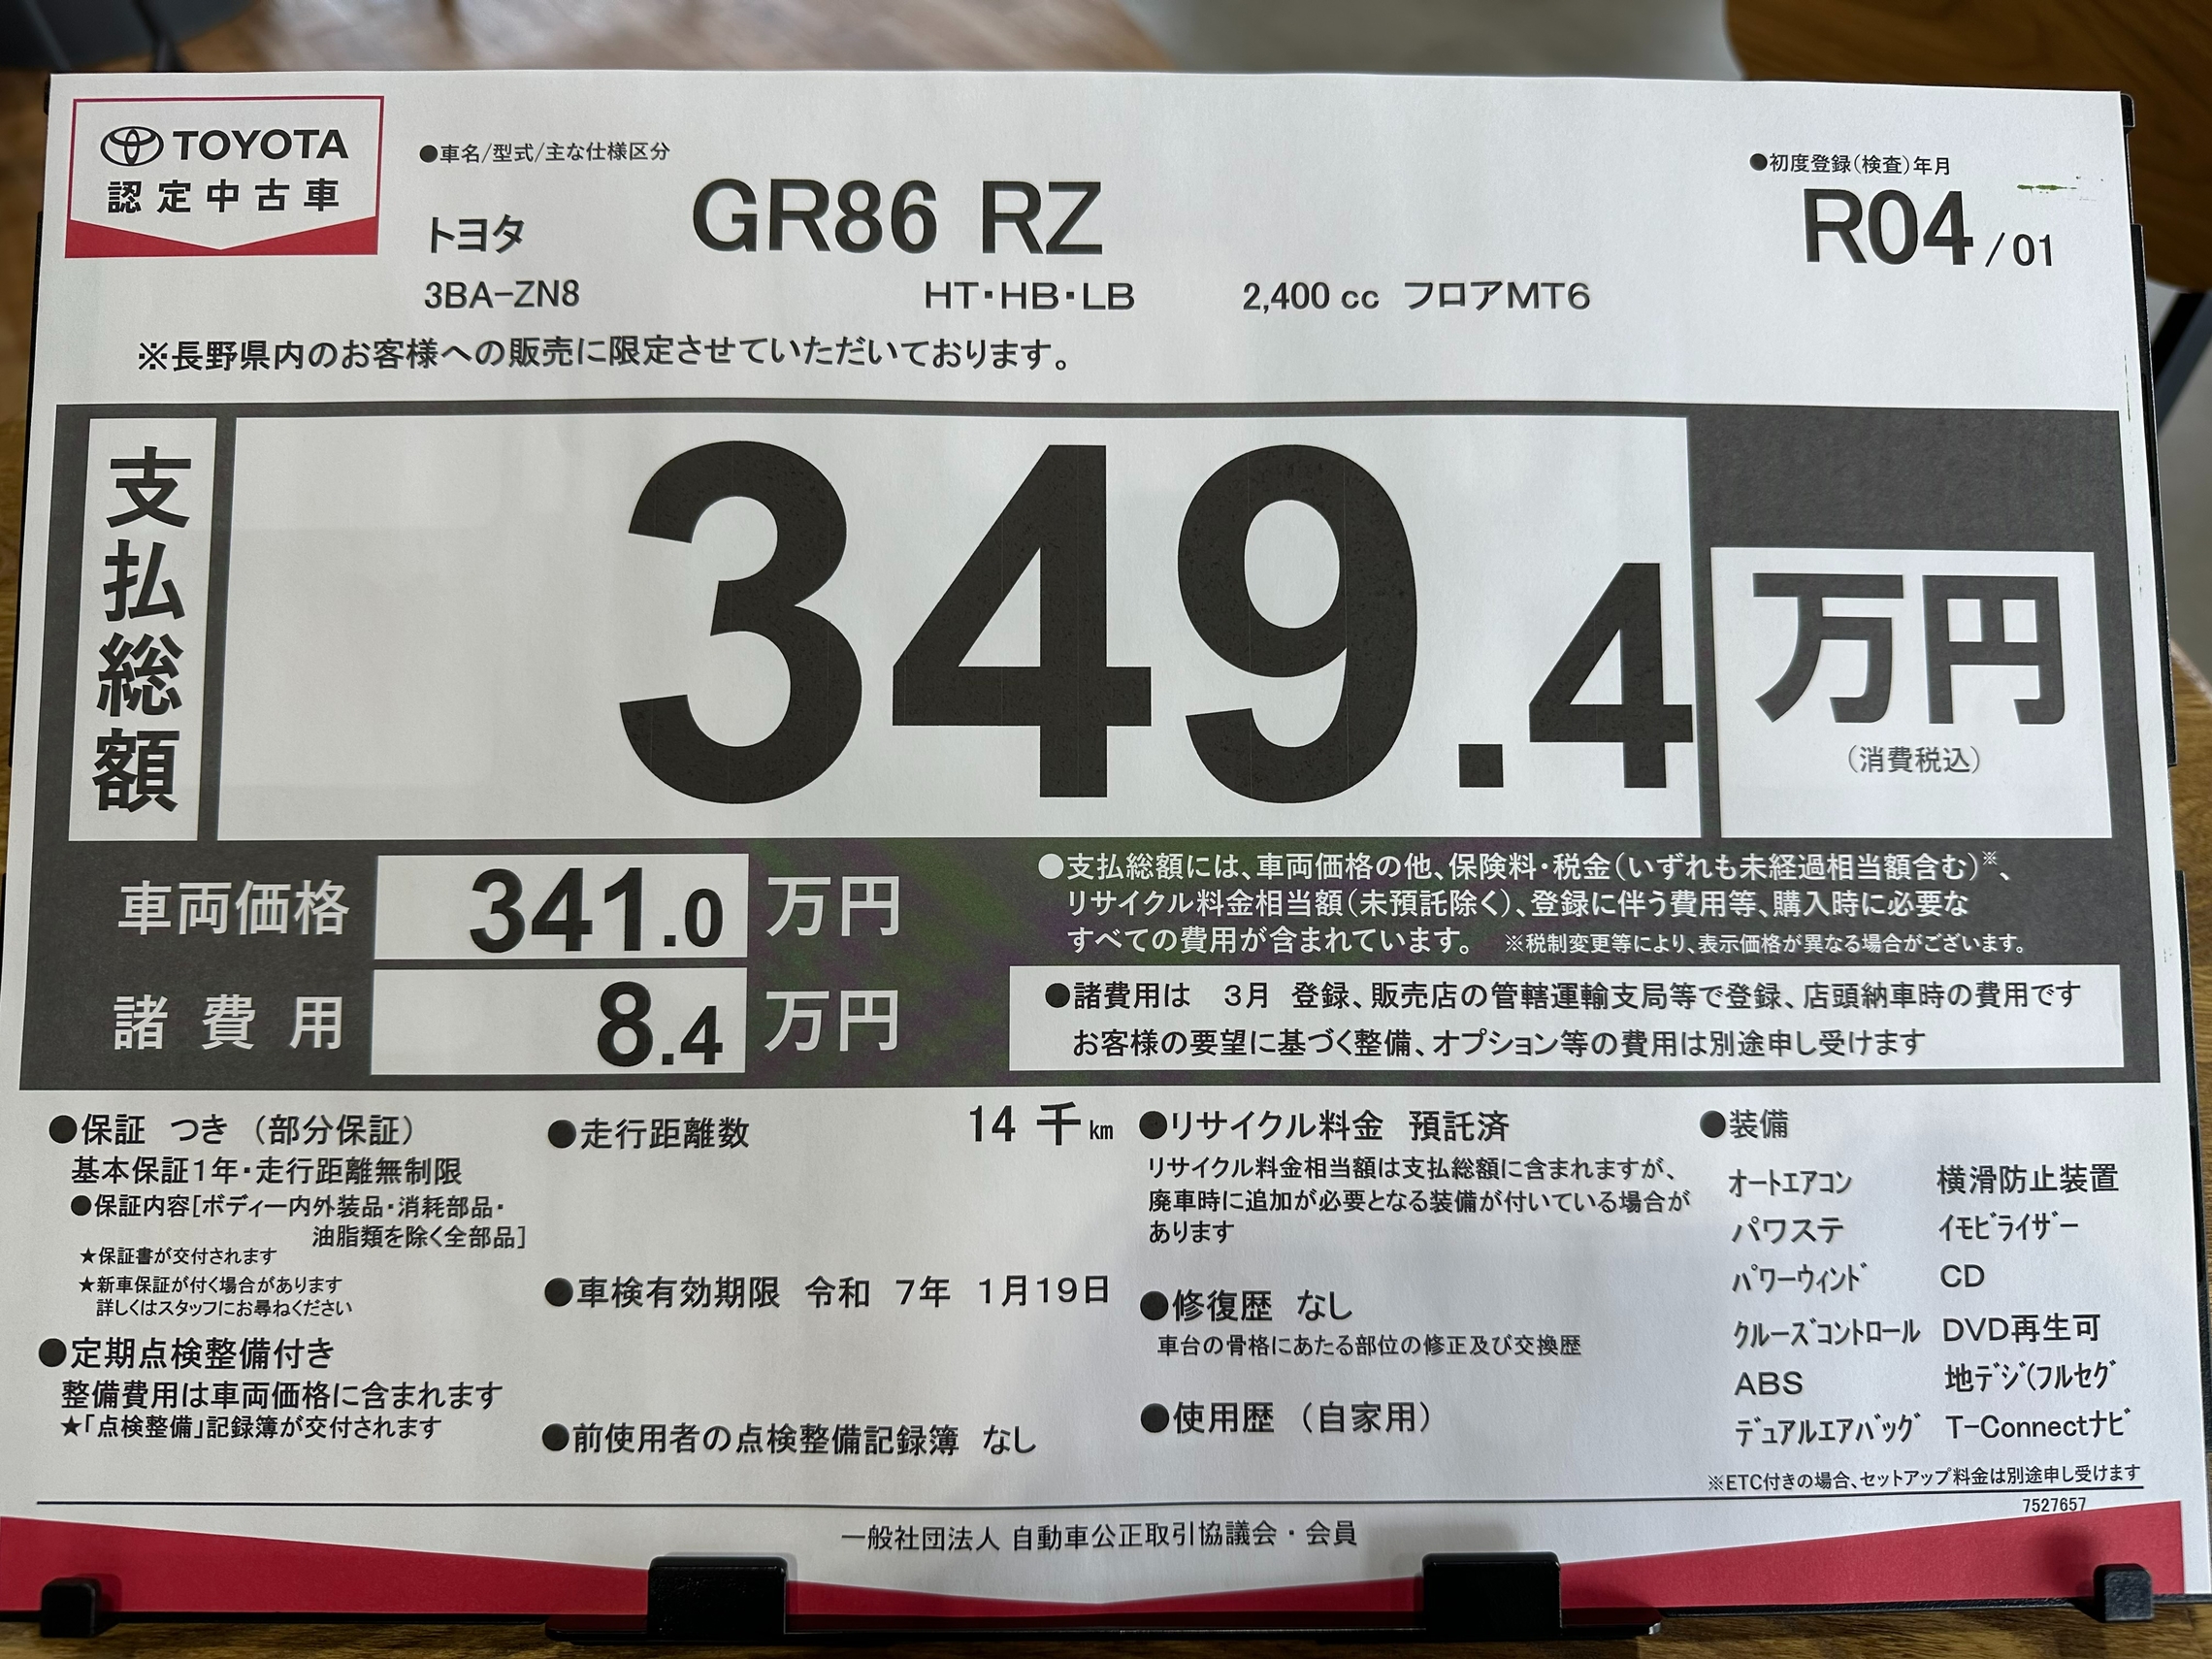 TOYOTA
認定中古車
●車名/型式/主な仕様区分
トヨタ GR86 RZ
3BA-ZN8 HT・HB・LB 2,400 cc フロアMT6
●初度登録(検査)年月
R04/01
※長野県内のお客様への販売に限定させていただいております。
支払総額
349.4万円
(消費税込)
車両価格 341.0万円
諸費用 8.4万円
●支払総額には、車両価格の他、保険料・税金(いずれも未経過相当額含む)※、
リサイクル料金相当額(未預託除く)、登録に伴う費用等、購入時に必要な
すべての費用が含まれています。 ※税制変更等により、表示価格が異なる場合がございます。
●諸費用は 3月 登録、販売店の管轄運輸支局等で登録、店頭納車時の費用です
お客様の要望に基づく整備、オプション等の費用は別途申し受けます
●保証 つき (部分保証)
基本保証1年・走行距離無制限
●保証内容[ボディー内外装品・消耗部品・
油脂類を除く全部品]
★保証書が交付されます
★新車保証が付く場合があります
詳しくはスタッフにお尋ねください
●定期点検整備付き
整備費用は車両価格に含まれます
★「点検整備」記録簿が交付されます
●走行距離数 14 千km
●車検有効期限 令和 7年 1月19日
●前使用者の点検整備記録簿 なし
●リサイクル料金 預託済
リサイクル料金相当額は支払総額に含まれますが、
廃車時に追加が必要となる装備が付いている場合が
あります
●修復歴 なし
車台の骨格にあたる部位の修正及び交換歴
●使用歴 (自家用)
●装備
オートエアコン 横滑防止装置
パワステ イモビライザー
パワーウィンド CD
クルーズコントロール DVD再生可
ABS 地デジ(フルセグ
デュアルエアバッグ T-Connectナビ
※ETC付きの場合、セットアップ料金は別途申し受けます
7527657
一般社団法人 自動車公正取引協議会・会員